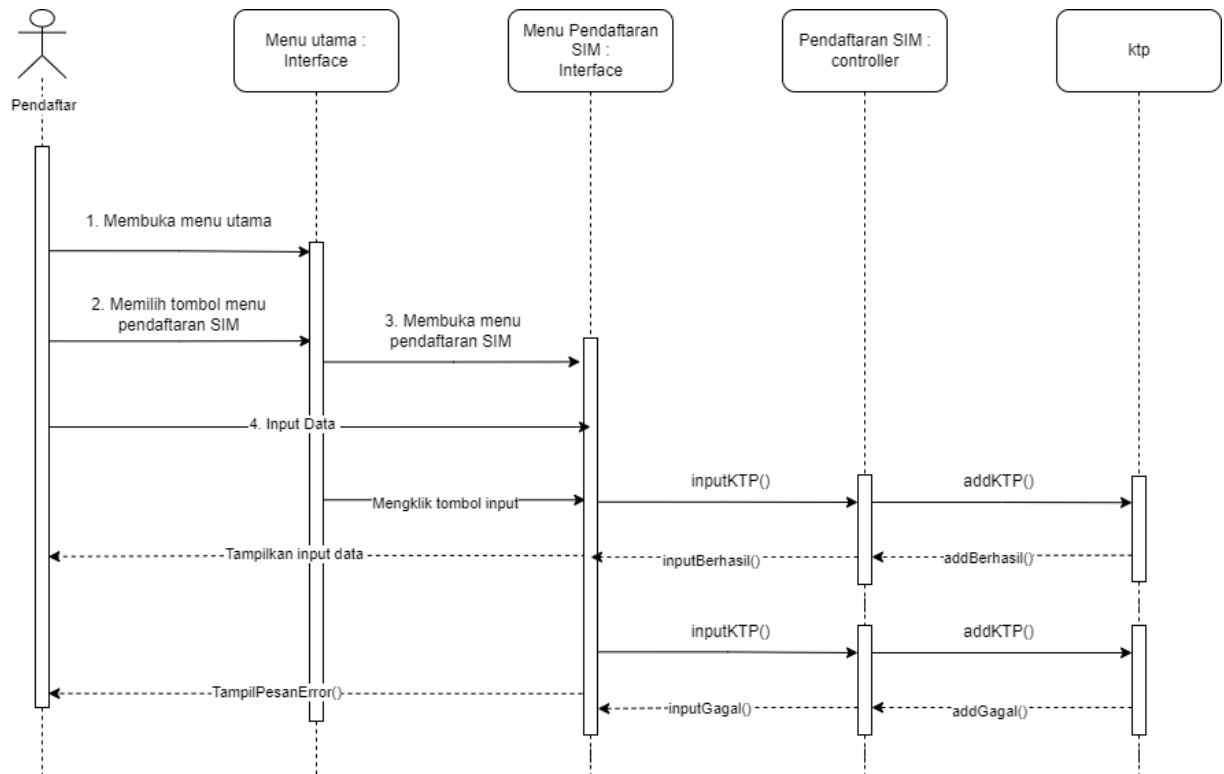 Menu utama :
Interface
Menu Pendaftaran
SIM :
Interface
Pendaftaran SIM :
controller
ktp
Pendaftar
1. Membuka menu utama
2. Memilih tombol menu
pendaftaran SIM
3. Membuka menu
pendaftaran SIM
4. Input Data
Mengklik tombol input
inputKTP()
addKTP()
Tampilkan input data
inputBerhasil()
addBerhasil()
inputKTP()
addKTP()
TampilPesanError()
inputGagal()
addGagal()